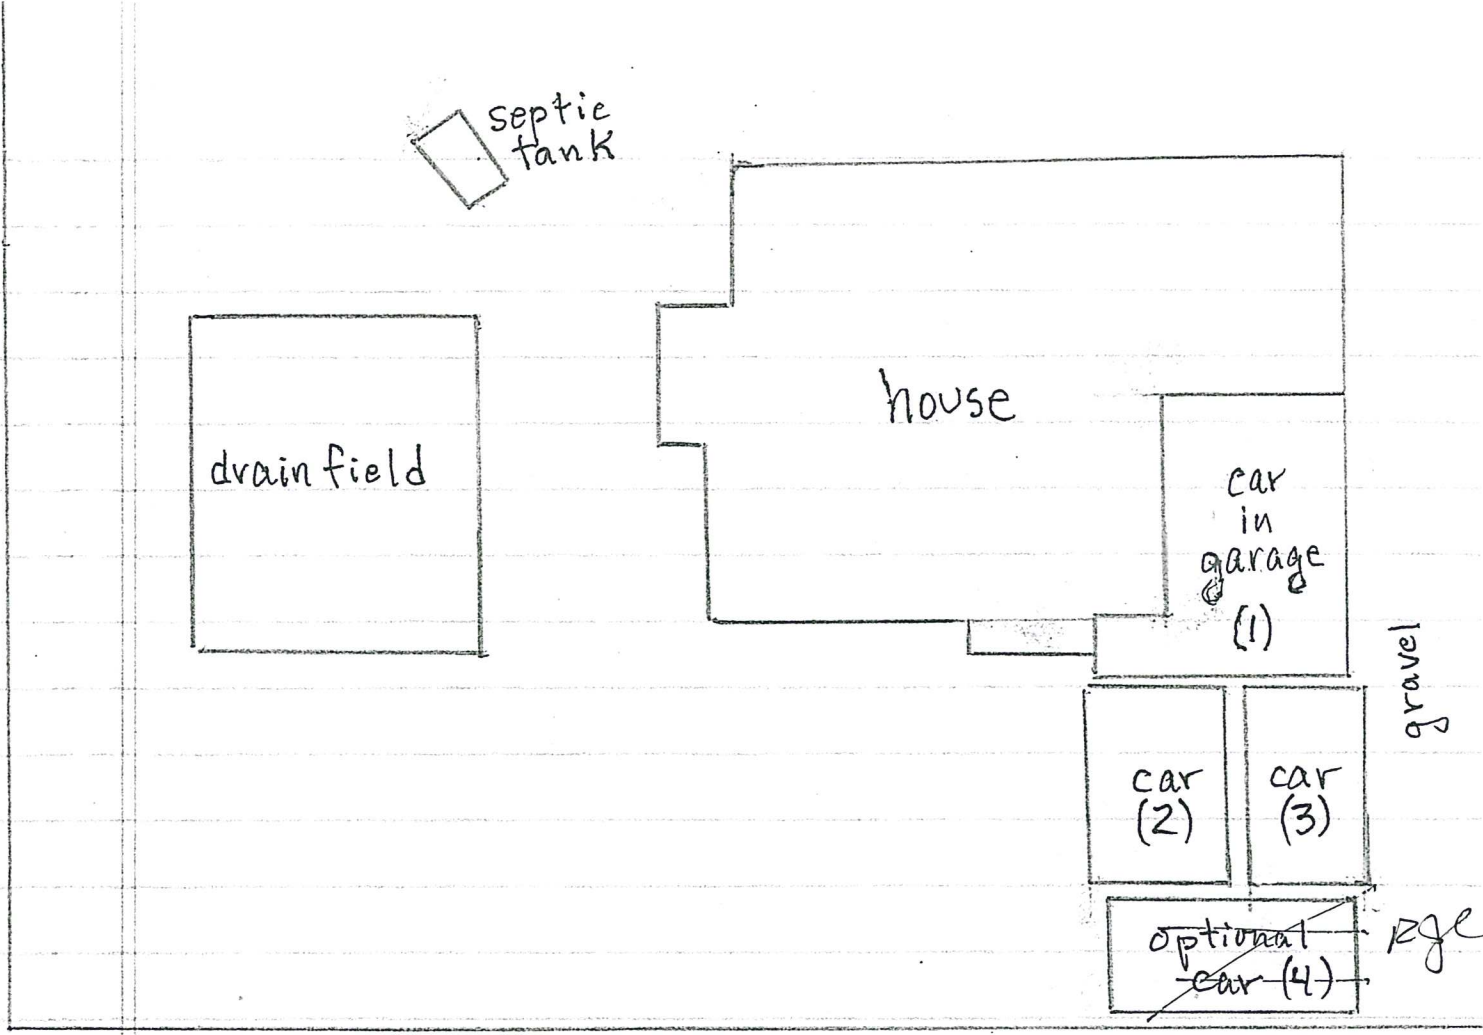 septic
tank
house
drainfield
car
in
garage
(1)
gravel
car
(2)
car
(3)
optional
car (4)